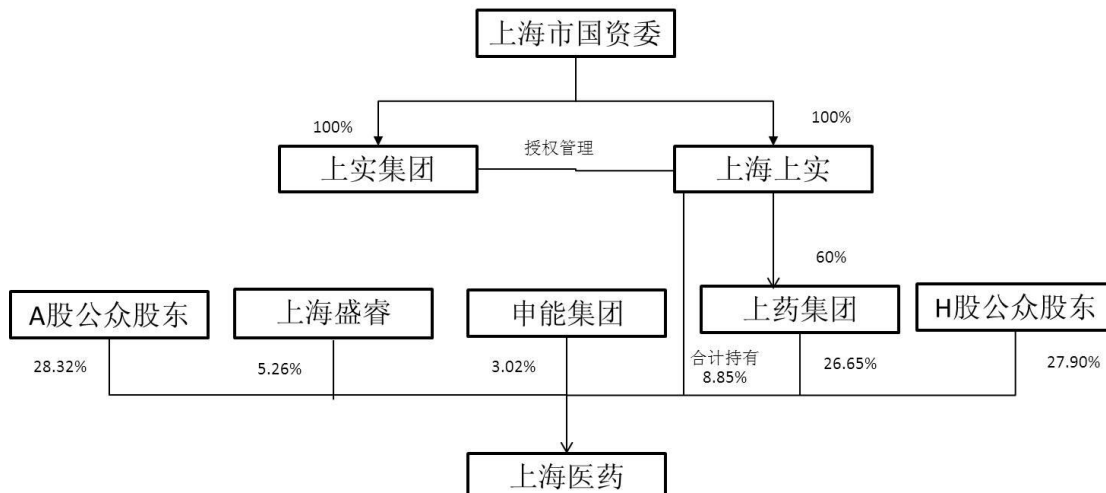 上海市国资委
100%
100%
授权管理
上实集团
上海上实
60%
A股公众股东
上海盛睿
申能集团
上药集团
H股公众股东
28.32%
5.26%
3.02%
合计持有
8.85%
26.65%
27.90%
上海医药